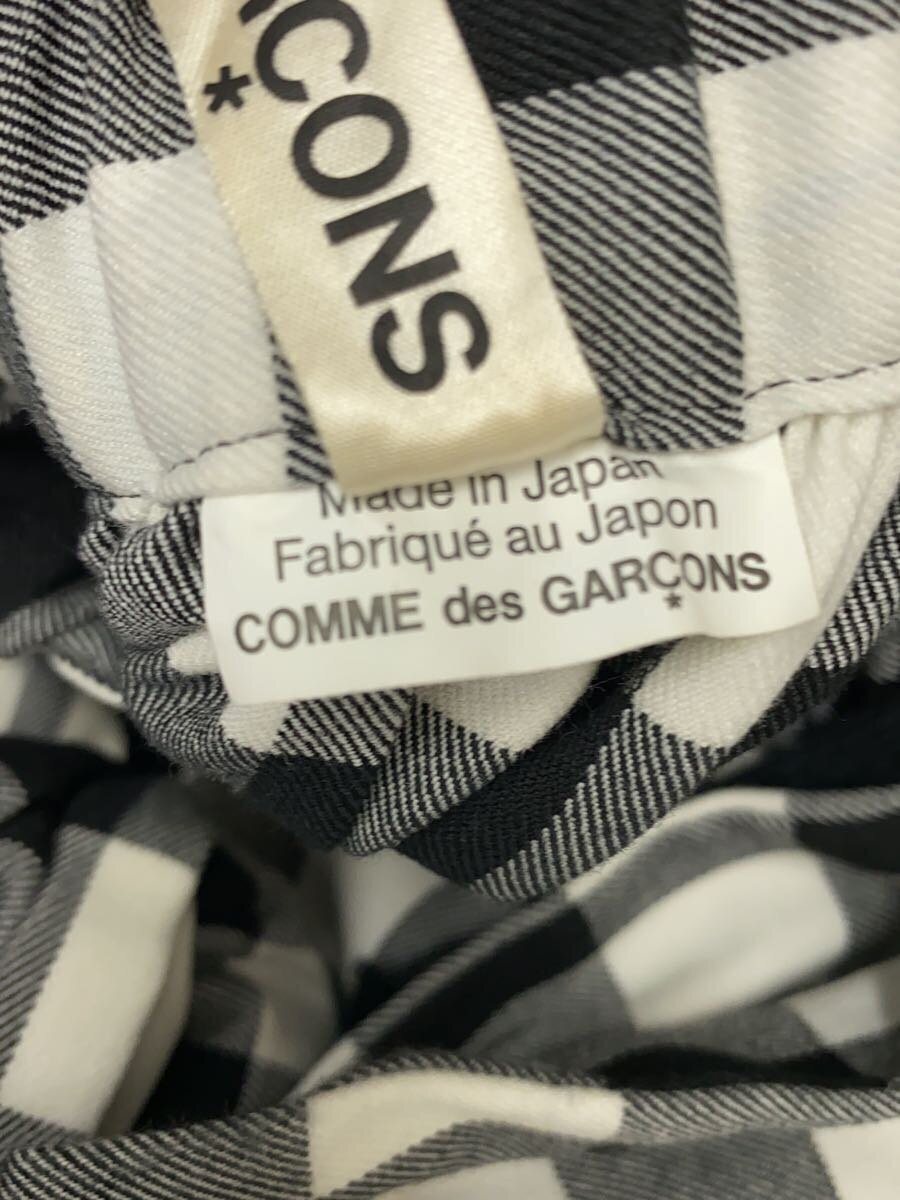 ÇONS
*
Made in Japan
Fabriqué au Japon
COMME des GARÇONS
*